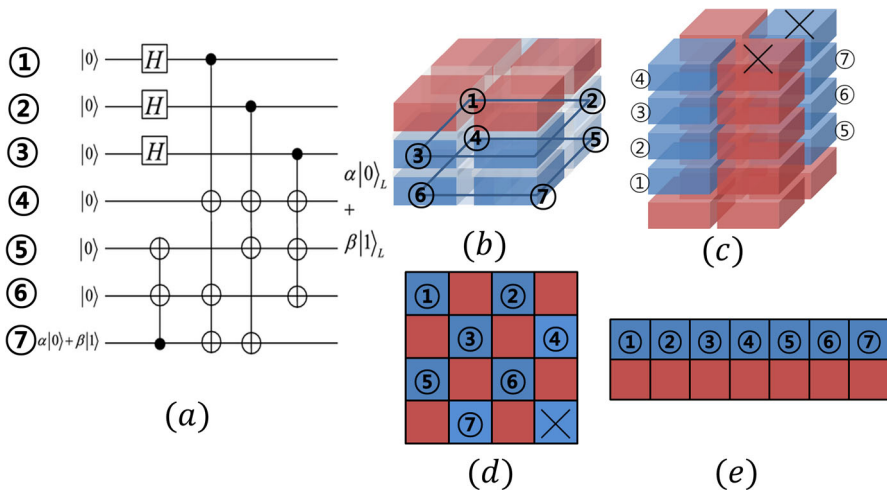 ① |0⟩ H
② |0⟩ H
③ |0⟩ H
④ |0⟩
⑤ |0⟩
⑥ |0⟩
⑦ α|0⟩+β|1⟩
α|0⟩_L
+
β|1⟩_L
(a)
① ②
④ ⑤
③
⑥ ⑦
(b)
④ ⑦
③ ⑥
② ⑤
①
(c)
① ②
③ ④
⑤ ⑥
⑦
(d)
① ② ③ ④ ⑤ ⑥ ⑦
(e)